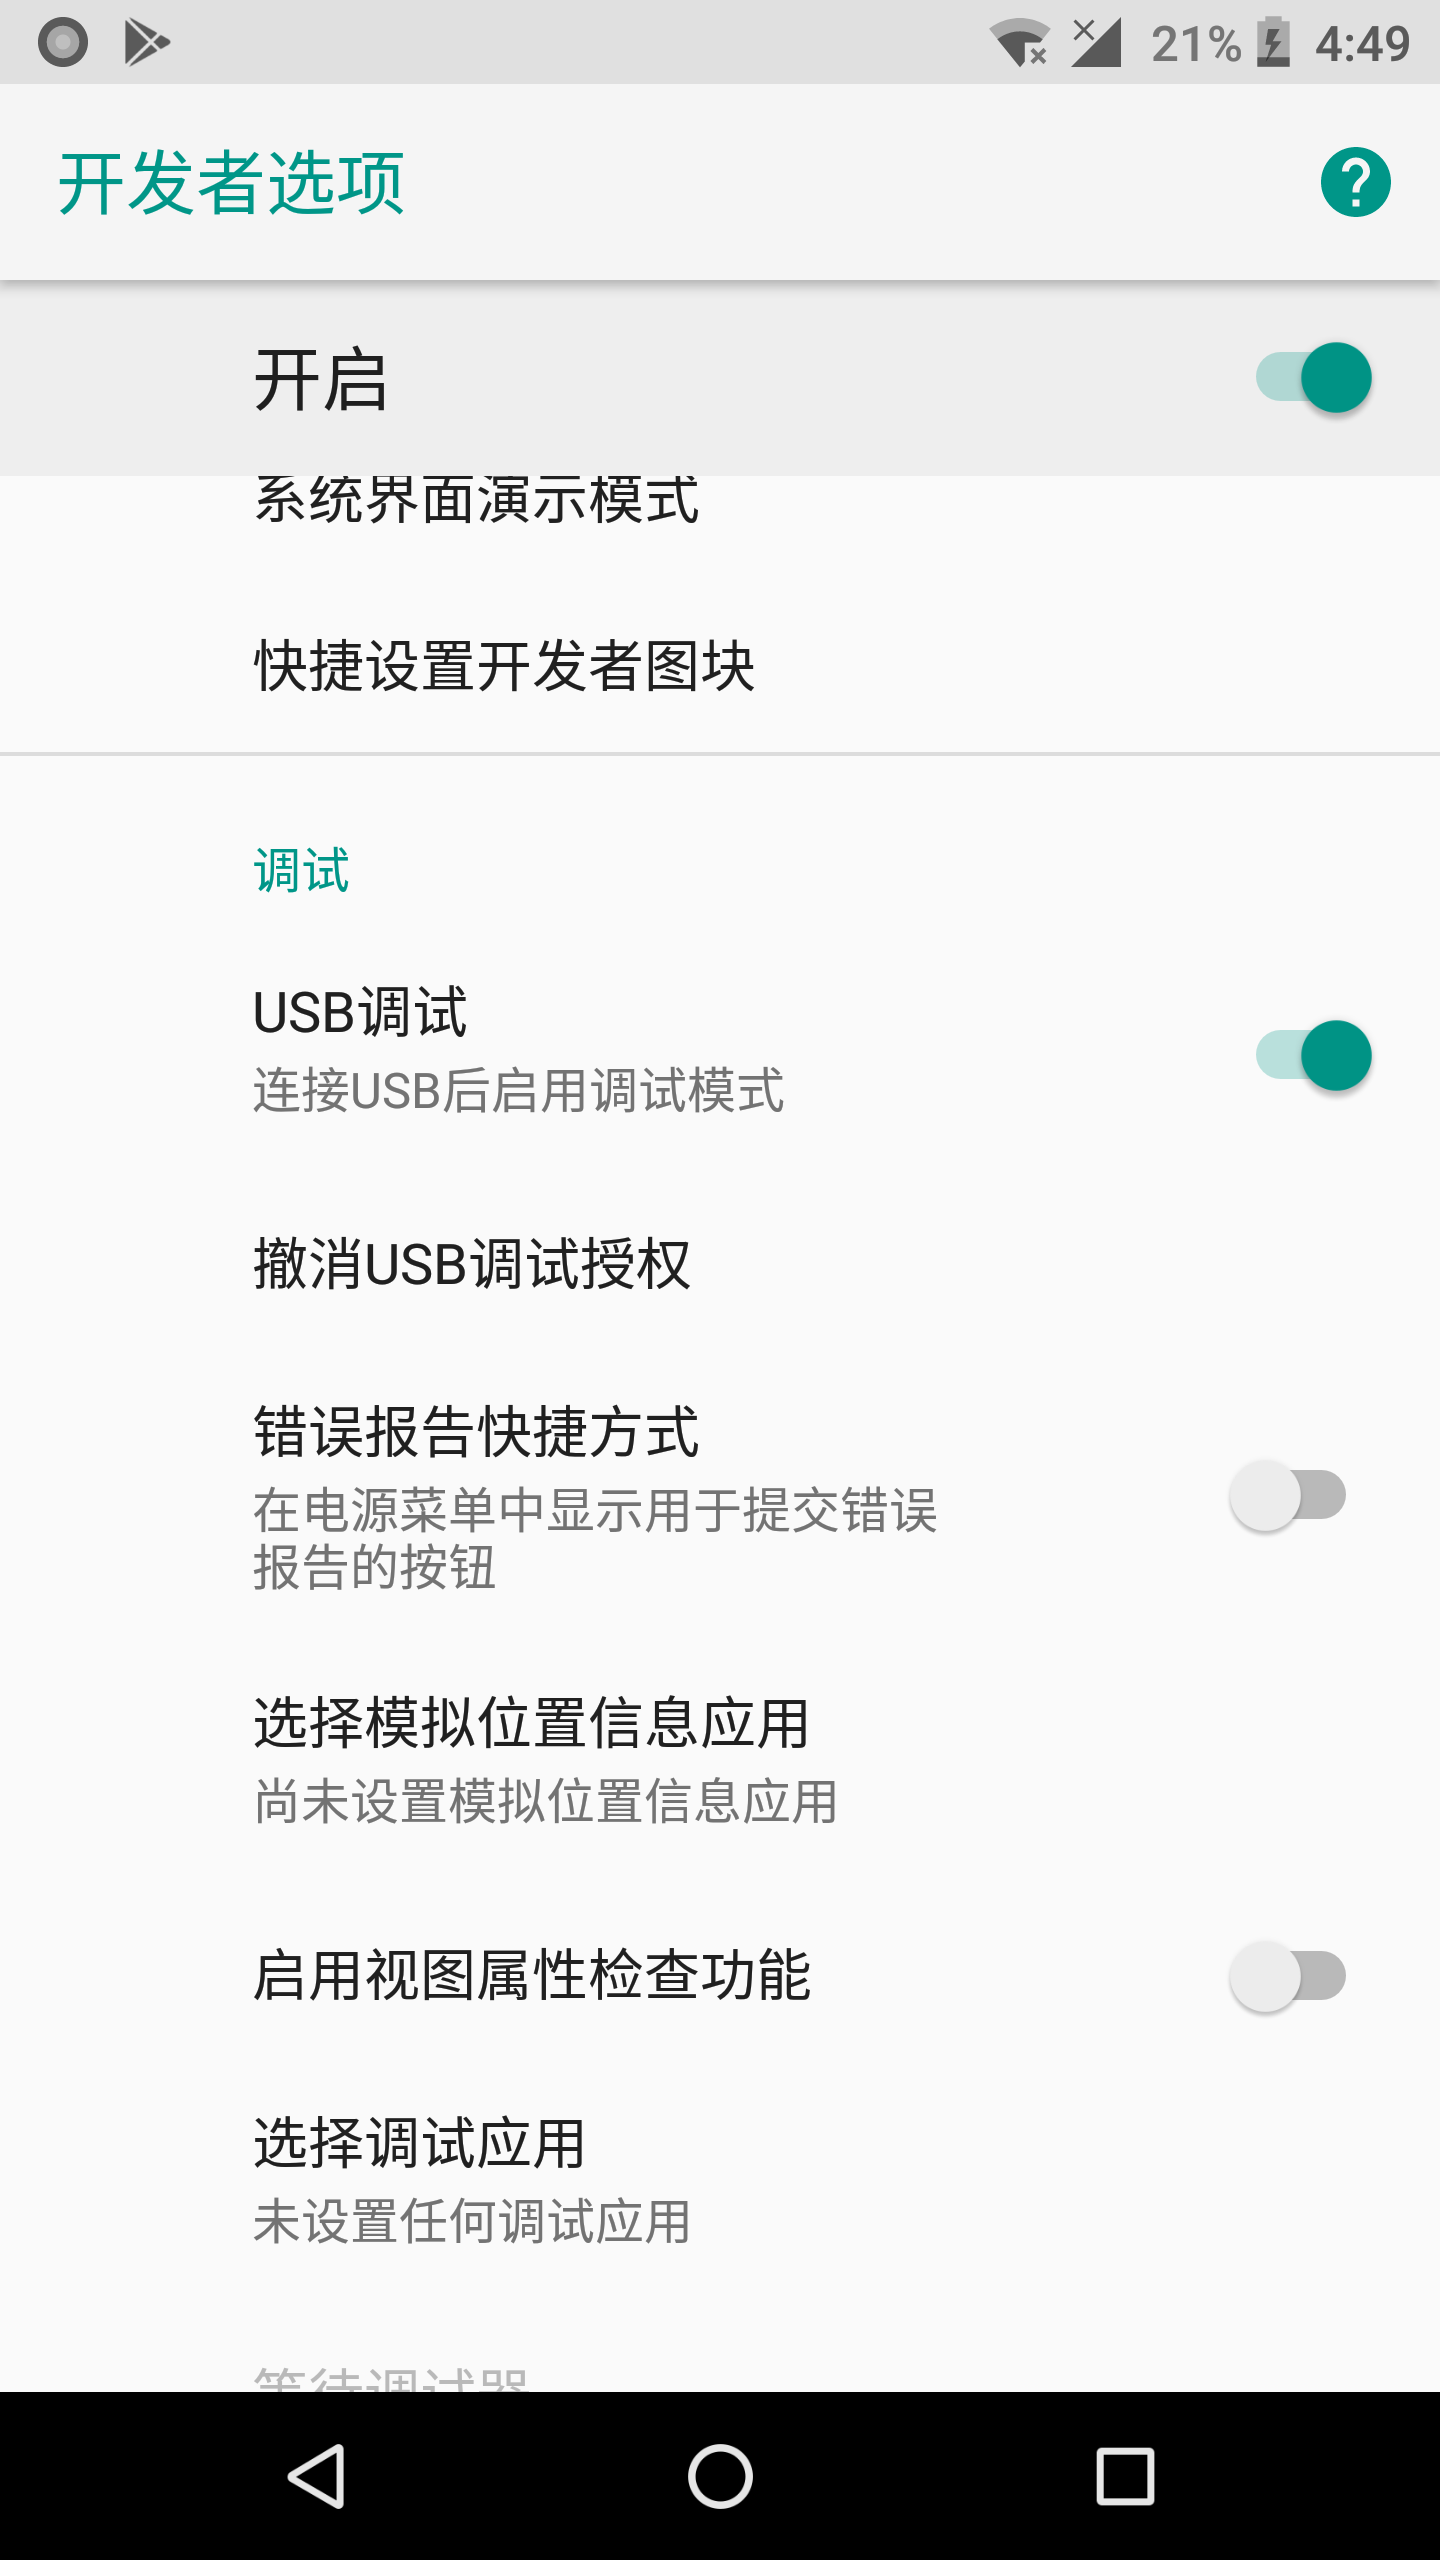 21% 4:49
开发者选项
开启
系统界面演示模式
快捷设置开发者图块
调试
USB调试
连接USB后启用调试模式
撤消USB调试授权
错误报告快捷方式
在电源菜单中显示用于提交错误
报告的按钮
选择模拟位置信息应用
尚未设置模拟位置信息应用
启用视图属性检查功能
选择调试应用
未设置任何调试应用
等待调试器